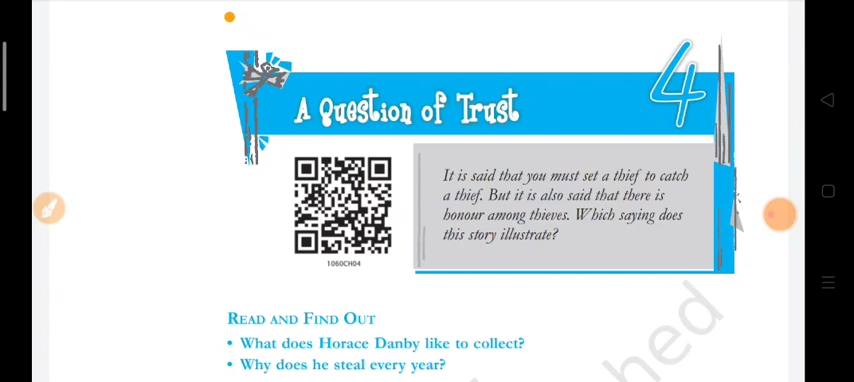 4
A Question of Trust
It is said that you must set a thief to catch
a thief. But it is also said that there is
honour among thieves. Which saying does
this story illustrate?
1060CH04
READ AND FIND OUT
• What does Horace Danby like to collect?
• Why does he steal every year?
shed